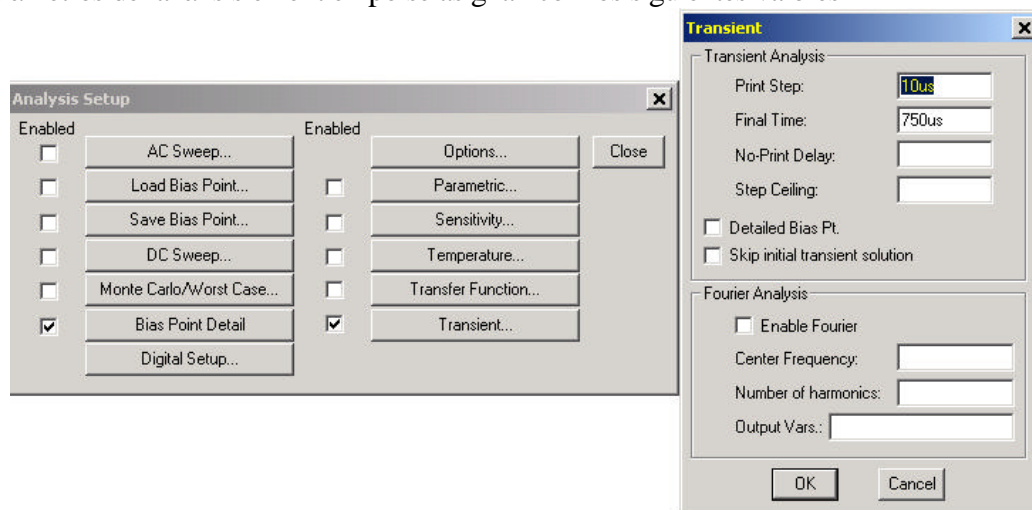 Analysis Setup
Enabled
Enabled
AC Sweep...
Options...
Close
Load Bias Point...
Parametric...
Save Bias Point...
Sensitivity...
DC Sweep...
Temperature...
Monte Carlo/Worst Case...
Transfer Function...
Bias Point Detail
Transient...
Digital Setup...
Transient
Transient Analysis
Print Step: 10us
Final Time: 750us
No-Print Delay:
Step Ceiling:
Detailed Bias Pt.
Skip initial transient solution
Fourier Analysis
Enable Fourier
Center Frequency:
Number of harmonics:
Output Vars.:
OK
Cancel